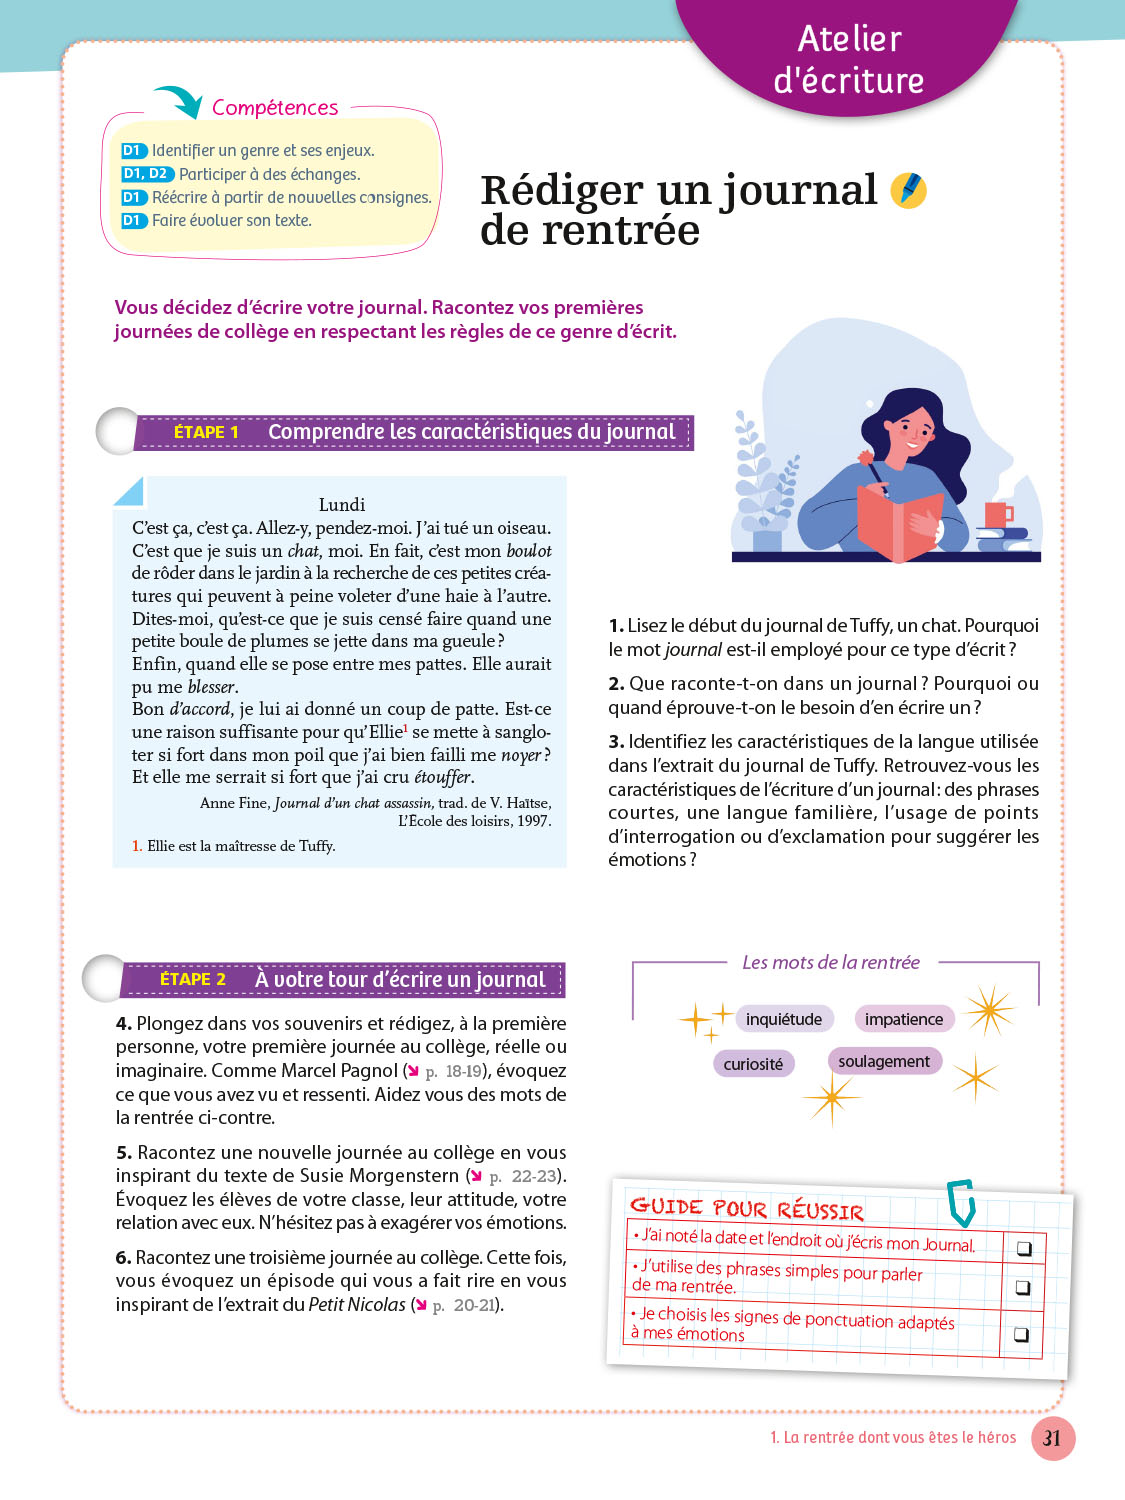 Atelier
d'écriture
Compétences
D1 Identifier un genre et ses enjeux.
D1, D2 Participer à des échanges.
D1 Réécrire à partir de nouvelles consignes.
D1 Faire évoluer son texte.
Rédiger un journal
de rentrée
Vous décidez d’écrire votre journal. Racontez vos premières
journées de collège en respectant les règles de ce genre d’écrit.
ÉTAPE 1 Comprendre les caractéristiques du journal
Lundi
C’est ça, c’est ça. Allez-y, pendez-moi. J’ai tué un oiseau.
C’est que je suis un chat, moi. En fait, c’est mon boulot
de rôder dans le jardin à la recherche de ces petites créa-
tures qui peuvent à peine voleter d’une haie à l’autre.
Dites-moi, qu’est-ce que je suis censé faire quand une
petite boule de plumes se jette dans ma gueule ?
Enfin, quand elle se pose entre mes pattes. Elle aurait
pu me blesser.
Bon d’accord, je lui ai donné un coup de patte. Est-ce
une raison suffisante pour qu’Ellie1 se mette à sanglo-
ter si fort dans mon poil que j’ai bien failli me noyer ?
Et elle me serrait si fort que j’ai cru étouffer.
Anne Fine, Journal d’un chat assassin, trad. de V. Haïtse,
L’École des loisirs, 1997.
1. Ellie est la maîtresse de Tuffy.
1. Lisez le début du journal de Tuffy, un chat. Pourquoi
le mot journal est-il employé pour ce type d’écrit ?
2. Que raconte-t-on dans un journal ? Pourquoi ou
quand éprouve-t-on le besoin d’en écrire un ?
3. Identifiez les caractéristiques de la langue utilisée
dans l’extrait du journal de Tuffy. Retrouvez-vous les
caractéristiques de l’écriture d’un journal : des phrases
courtes, une langue familière, l’usage de points
d’interrogation ou d’exclamation pour suggérer les
émotions ?
ÉTAPE 2 À votre tour d’écrire un journal
4. Plongez dans vos souvenirs et rédigez, à la première
personne, votre première journée au collège, réelle ou
imaginaire. Comme Marcel Pagnol (➘ p. 18-19), évoquez
ce que vous avez vu et ressenti. Aidez vous des mots de
la rentrée ci-contre.
5. Racontez une nouvelle journée au collège en vous
inspirant du texte de Susie Morgenstern (➘ p. 22-23).
Évoquez les élèves de votre classe, leur attitude, votre
relation avec eux. N’hésitez pas à exagérer vos émotions.
6. Racontez une troisième journée au collège. Cette fois,
vous évoquez un épisode qui vous a fait rire en vous
inspirant de l’extrait du Petit Nicolas (➘ p. 20-21).
Les mots de la rentrée
inquiétude impatience
curiosité soulagement
GUIDE POUR RÉUSSIR
• J’ai noté la date et l’endroit où j’écris mon Journal. ❑
• J’utilise des phrases simples pour parler
de ma rentrée. ❑
• Je choisis les signes de ponctuation adaptés
à mes émotions ❑
1. La rentrée dont vous êtes le héros 31